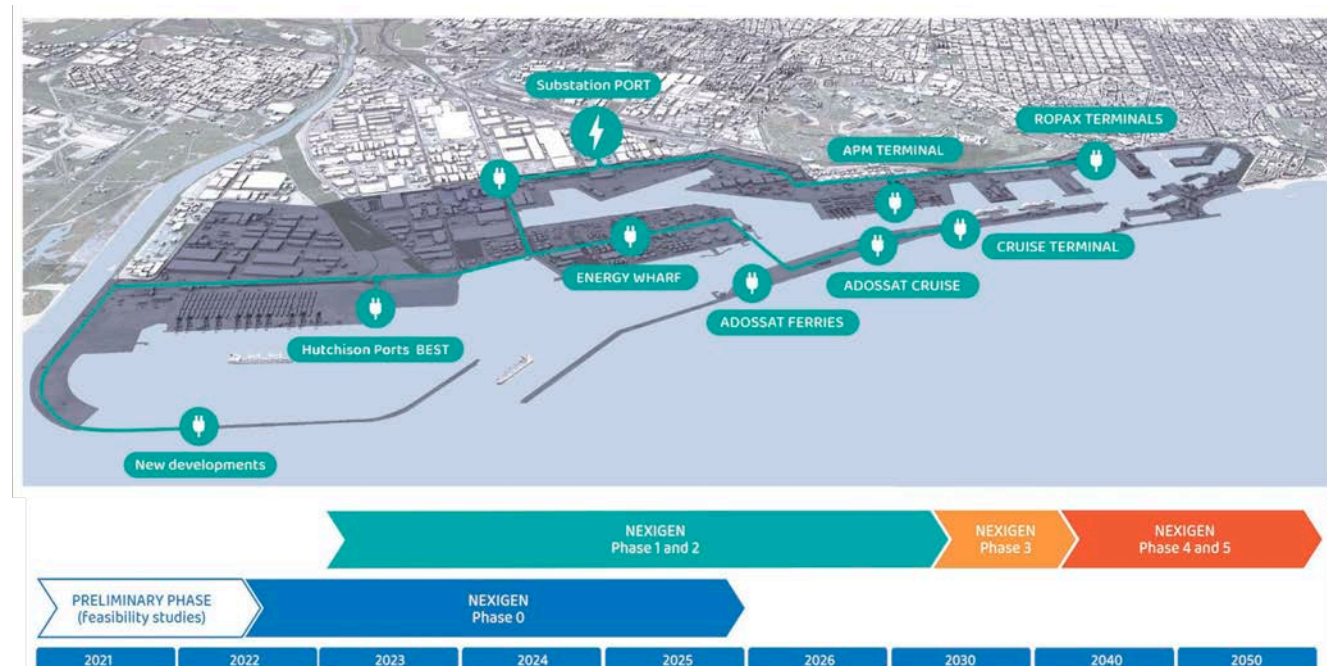 Substation PORT
ROPAX TERMINALS
APM TERMINAL
CRUISE TERMINAL
ENERGY WHARF
ADOSSAT CRUISE
ADOSSAT FERRIES
Hutchison Ports BEST
New developments
NEXIGEN
Phase 1 and 2
NEXIGEN
Phase 3
NEXIGEN
Phase 4 and 5
PRELIMINARY PHASE
(feasibility studies)
NEXIGEN
Phase 0
2021 2022 2023 2024 2025 2026 2030 2040 2050